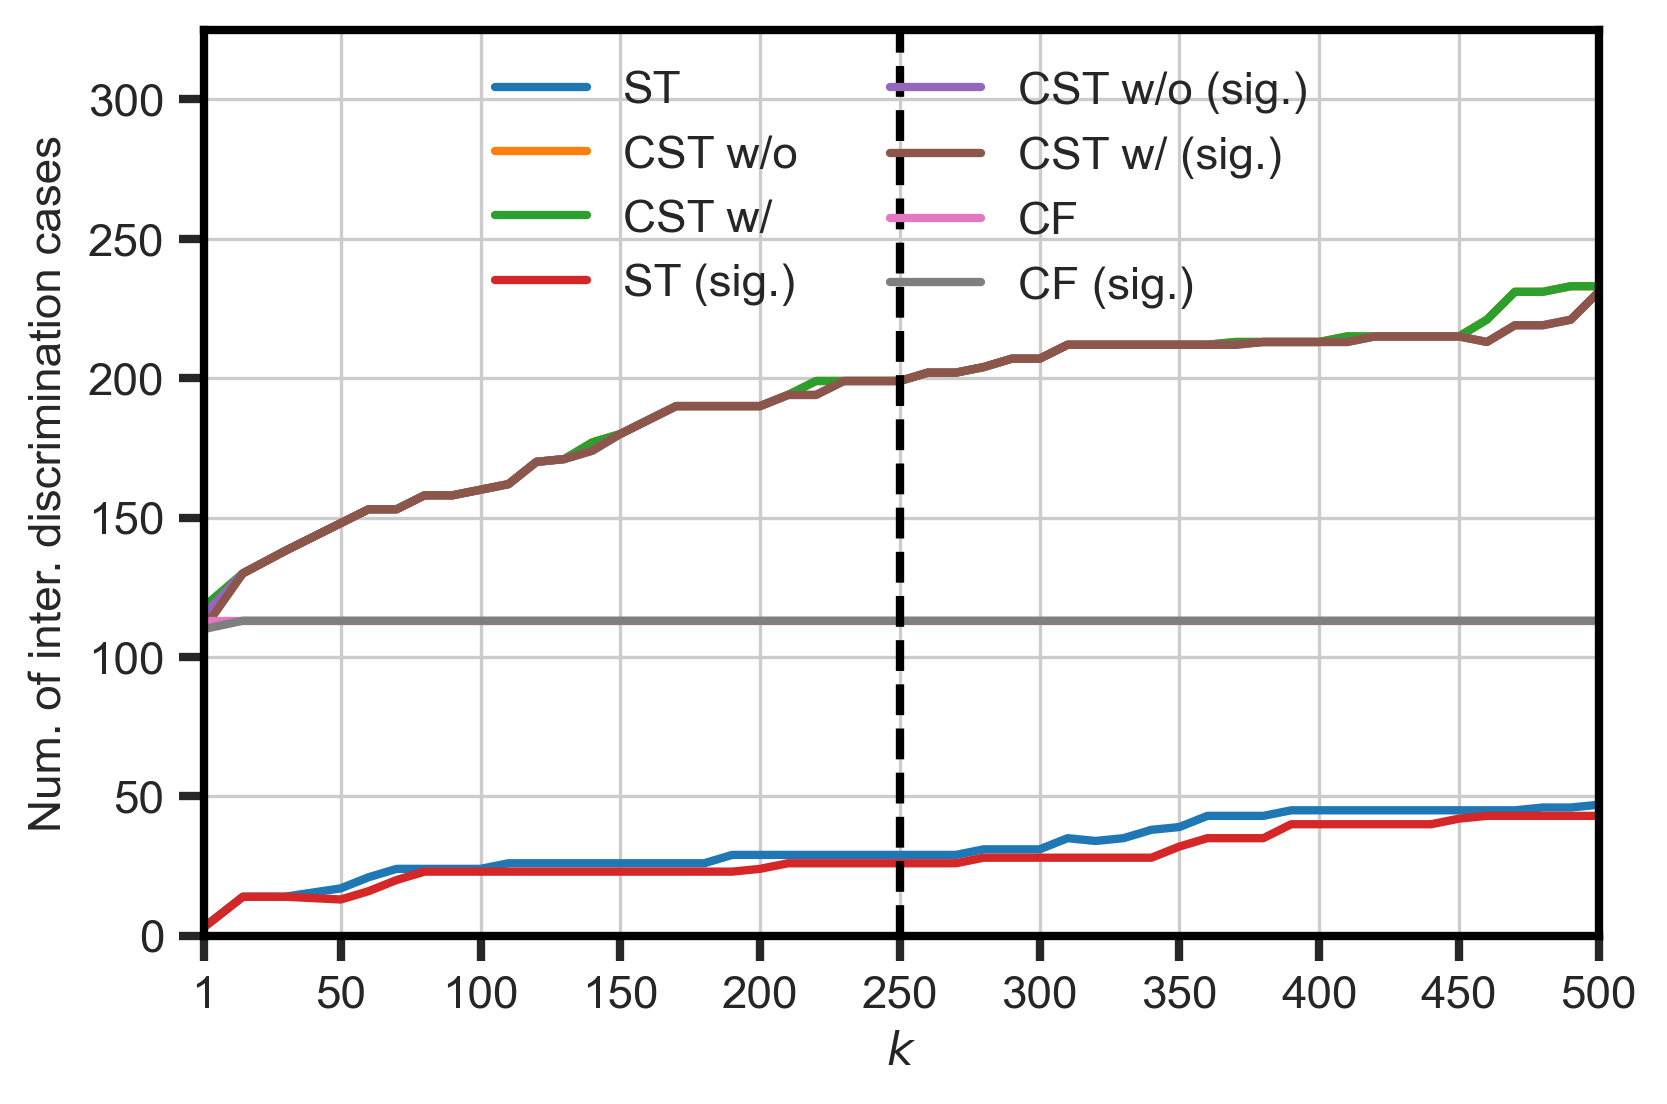 Num. of inter. discrimination cases
300
250
200
150
100
50
0
ST
CST w/o
CST w/
ST (sig.)
CST w/o (sig.)
CST w/ (sig.)
CF
CF (sig.)
1 50 100 150 200 250 300 350 400 450 500
k